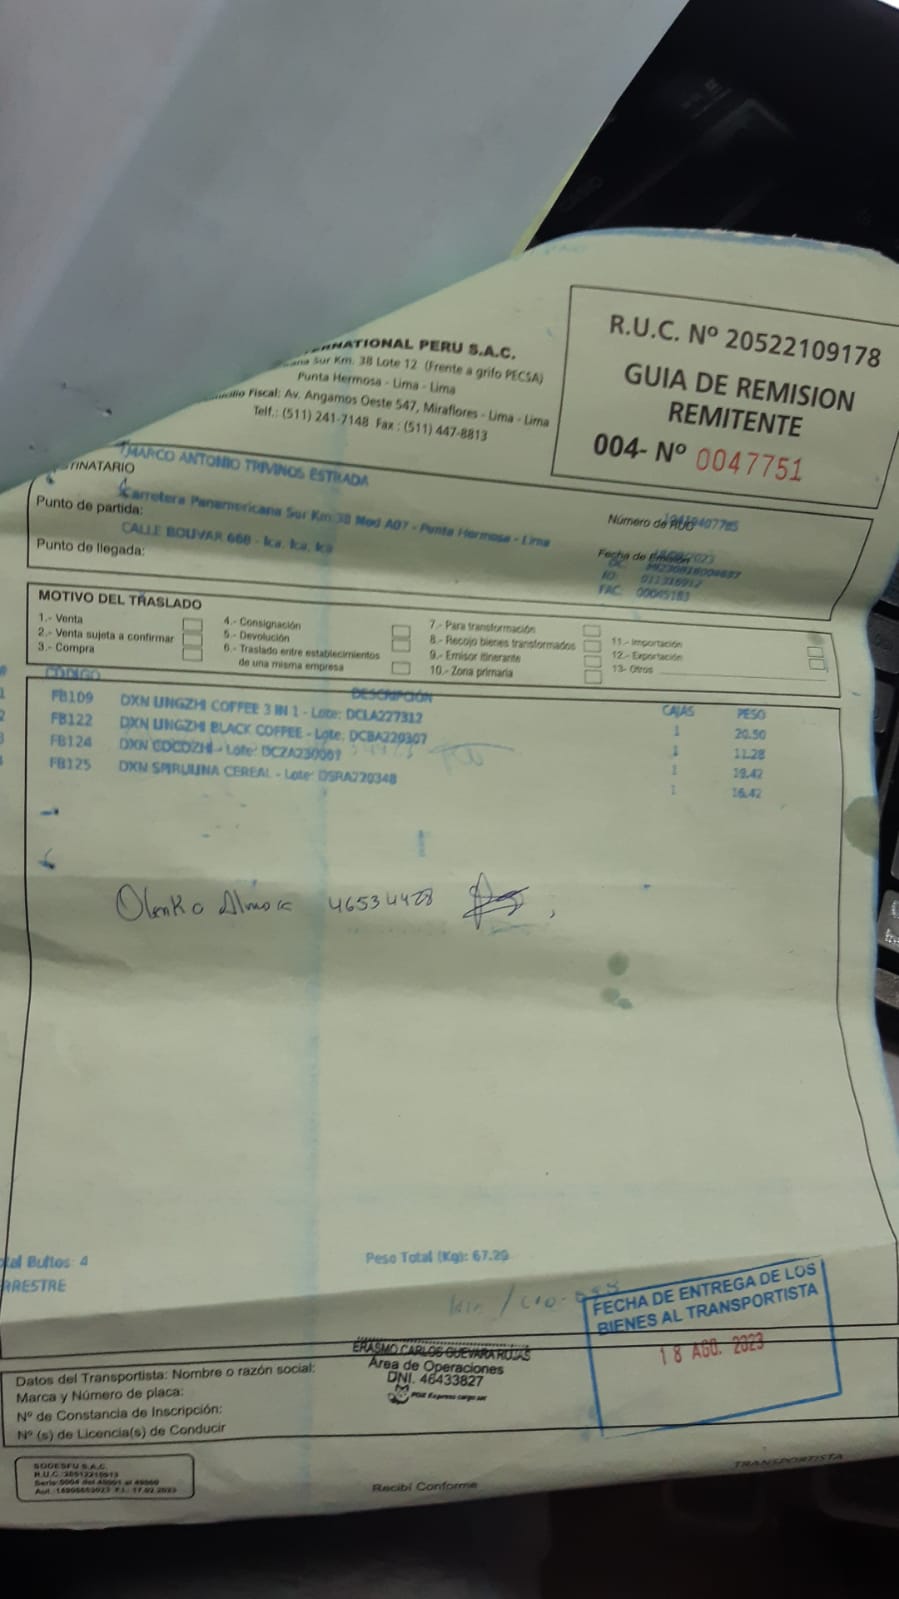 INTERNATIONAL PERU S.A.C.
Sur Km. 38 Lote 12 (Frente a grifo PECSA)
Punta Hermosa - Lima - Lima
Fiscal: Av. Angamos Oeste 547, Miraflores - Lima - Lima
Telf.: (511) 241-7148 Fax : (511) 447-8813
R.U.C. Nº 20522109178
GUIA DE REMISION
REMITENTE
004- Nº 0047751
MARCO ANTONIO TRIVINOS ESTRADA
Carretera Panamericana Sur Km 38 Mod A07 - Punta Hermosa - Lima
Punto de partida:
CALLE BOLIVAR 668 - Ica, Ica, Ica
Punto de llegada:
Número de RUC
Fecha de Emisión
FAC: 00045183
MOTIVO DEL TRASLADO
1.- Venta
2.- Venta sujeta a confirmar
3.- Compra
4.- Consignación
5.- Devolución
6.- Traslado entre establecimientos
de una misma empresa
7.- Para transformación
8.- Recojo bienes transformados
9.- Emisor itinerante
10.- Zona primaria
11.- Importación
12.- Exportación
13- Otros
CODIGO DESCRIPCIÓN CAJAS PESO
FB109 DXN LINGZHI COFFEE 3 IN 1 - Lote: DCLA227312 1 20.50
FB122 DXN LINGZHI BLACK COFFEE - Lote: DCBA220307 1 11.28
FB124 DXN COCOZHI - Lote: DCZA230067 1 19.42
FB125 DXN SPIRULINA CEREAL - Lote: DSRA220348 1 16.42
46534428
Bultos: 4
Peso Total (Kg): 67.29
FECHA DE ENTREGA DE LOS
BIENES AL TRANSPORTISTA
18 AGO. 2023
ERASMO CARLOS GUEVARA ROJAS
Área de Operaciones
DNI. 46433827
Datos del Transportista: Nombre o razón social:
Marca y Número de placa:
Nº de Constancia de Inscripción:
Nº (s) de Licencia(s) de Conducir
Recibí Conforme
TRANSPORTISTA